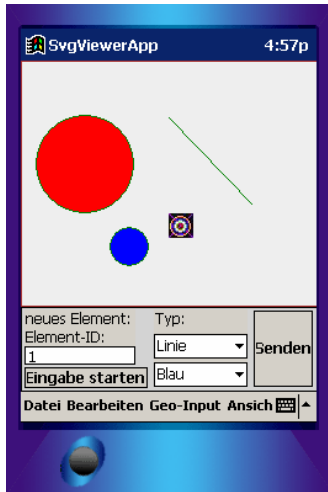 SvgViewerApp 4:57p
neues Element: Typ:
Element-ID:
1
Linie
Senden
Eingabe starten
Blau
Datei Bearbeiten Geo-Input Ansich